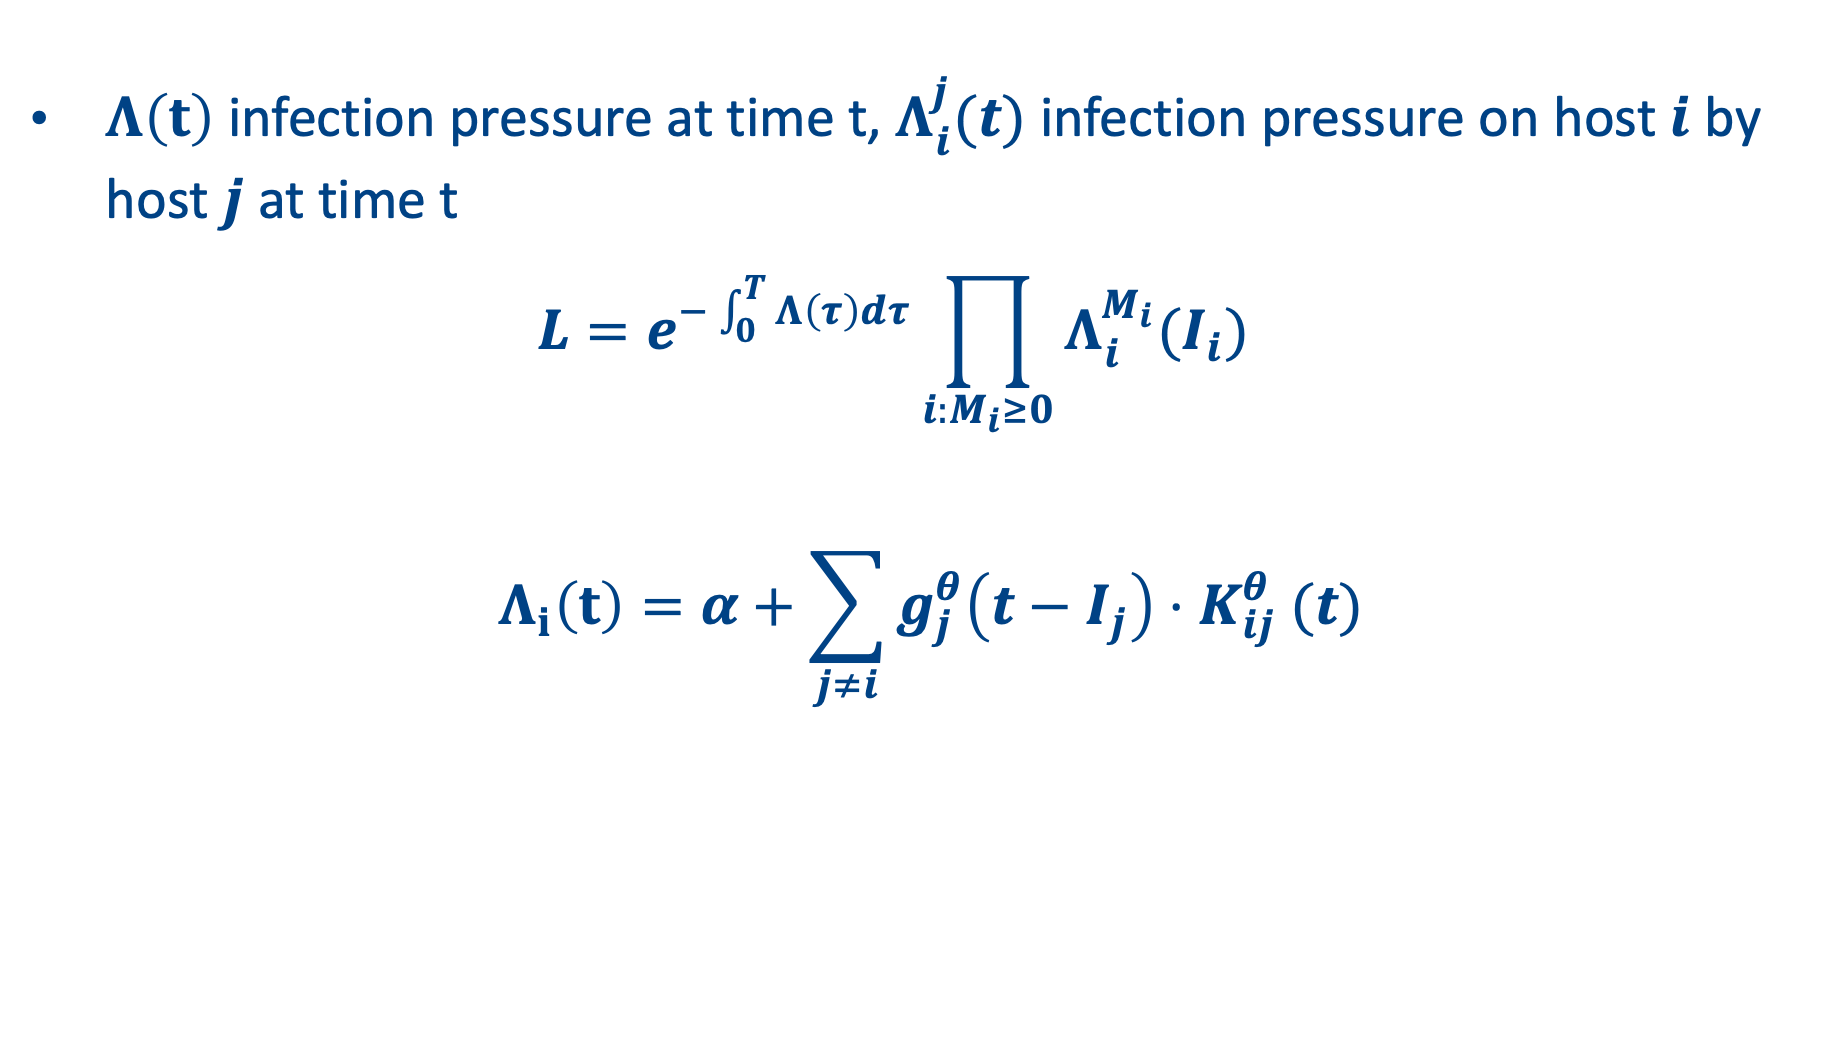 • Λ(t) infection pressure at time t, Λ_i^j(t) infection pressure on host i by
host j at time t
L = e^{-∫_0^T Λ(τ)dτ} ∏_{i:M_i≥0} Λ_i^{M_i}(I_i)
Λ_i(t) = α + ∑_{j≠i} g_j^θ(t − I_j) · K_{ij}^θ (t)